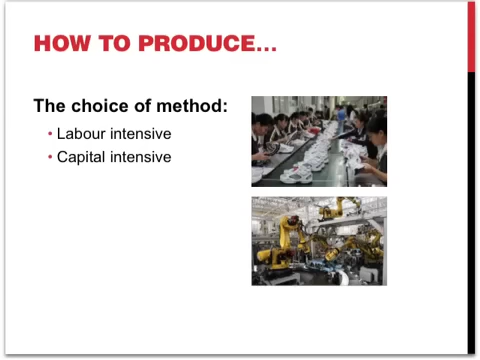 HOW TO PRODUCE...
The choice of method:
• Labour intensive
• Capital intensive